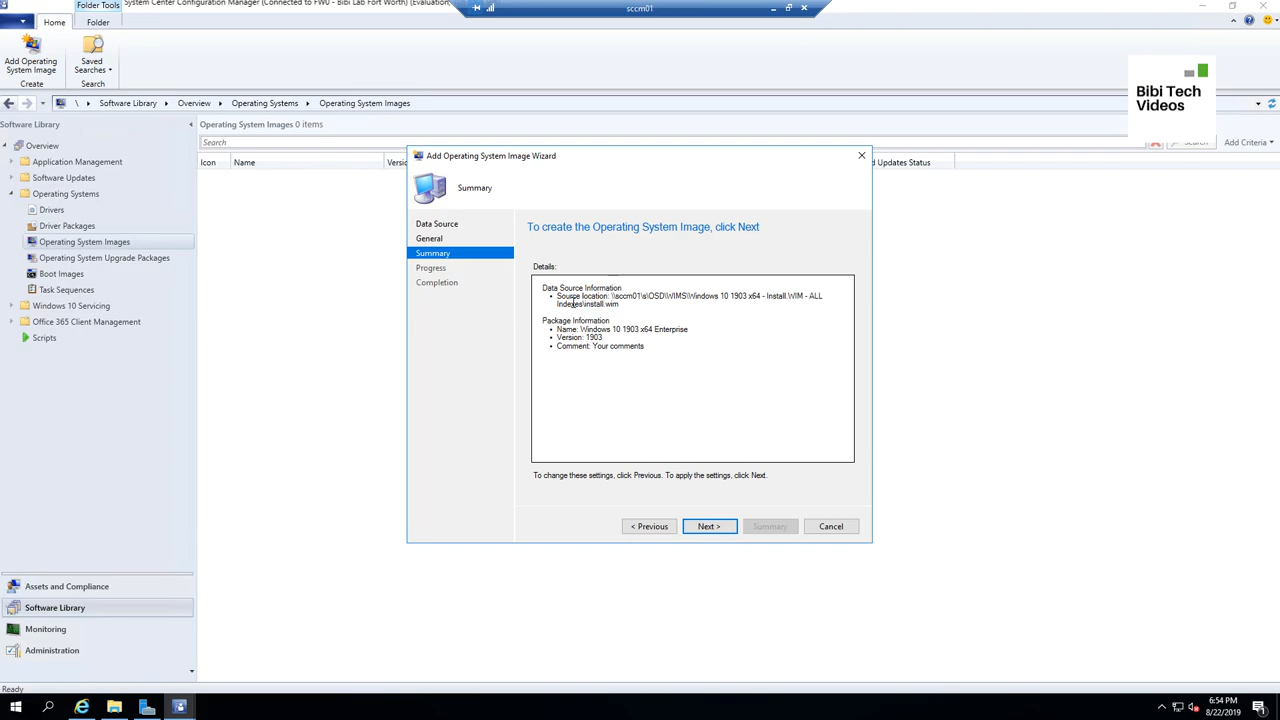 Folder Tools
System Center Configuration Manager (Connected to FW0 - Bibi Lab Fort Worth) (Evaluation
sccm01
Home
Folder
Add Operating
System Image
Saved
Searches
Create
Search
Bibi Tech
Videos
\ Software Library Overview Operating Systems Operating System Images
Software Library
Operating System Images 0 items
Search
Search
Add Criteria
Icon
Name
Updates Status
Overview
Application Management
Software Updates
Operating Systems
Drivers
Driver Packages
Operating System Images
Operating System Upgrade Packages
Boot Images
Task Sequences
Windows 10 Servicing
Office 365 Client Management
Scripts
Add Operating System Image Wizard
Summary
Data Source
General
Summary
Progress
Completion
To create the Operating System Image, click Next
Details:
Data Source Information
• Source location: \\sccm01\s\OSD\WIMS\Windows 10 1903 x64 - Install.WIM - ALL
Indexes\install.wim
Package Information
• Name: Windows 10 1903 x64 Enterprise
• Version: 1903
• Comment: Your comments
To change these settings, click Previous. To apply the settings, click Next.
< Previous
Next >
Summary
Cancel
Assets and Compliance
Software Library
Monitoring
Administration
Ready
6:54 PM
8/22/2019